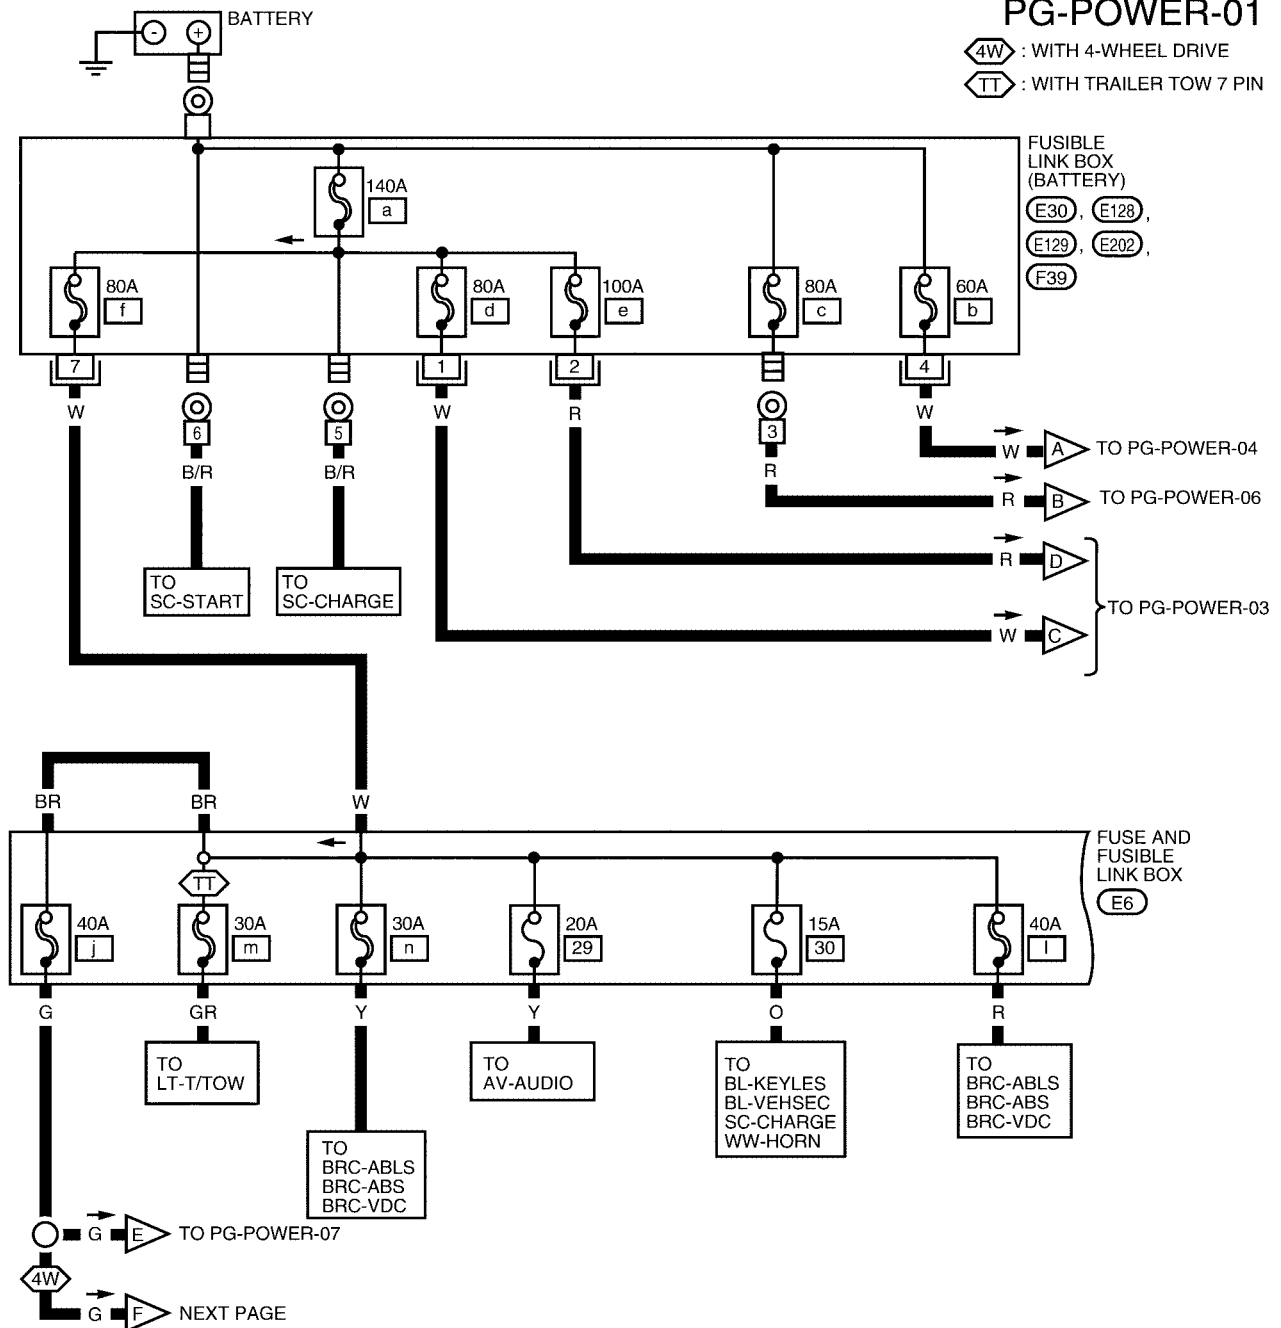 PG-POWER-01
BATTERY
- +
4W : WITH 4-WHEEL DRIVE
TT : WITH TRAILER TOW 7 PIN
FUSIBLE
LINK BOX
(BATTERY)
E30 , E128 ,
E129 , E202 ,
F39
140A
a
80A
f
80A
d
100A
e
80A
c
60A
b
7
1
2
4
W
6
5
W
R
3
W
B/R
B/R
R
W A TO PG-POWER-04
R B TO PG-POWER-06
R D
TO PG-POWER-03
W C
TO
SC-START
TO
SC-CHARGE
BR
BR
W
FUSE AND
FUSIBLE
LINK BOX
E6
TT
40A
j
30A
m
30A
n
20A
29
15A
30
40A
l
G
GR
Y
Y
O
R
TO
LT-T/TOW
TO
BRC-ABLS
BRC-ABS
BRC-VDC
TO
AV-AUDIO
TO
BL-KEYLES
BL-VEHSEC
SC-CHARGE
WW-HORN
TO
BRC-ABLS
BRC-ABS
BRC-VDC
G E TO PG-POWER-07
4W
G F NEXT PAGE